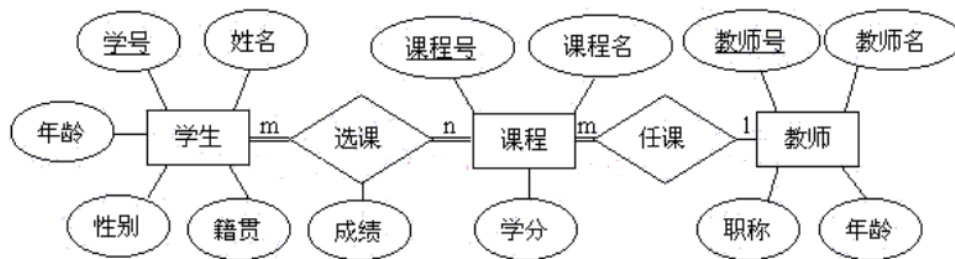 学号
姓名
课程号
课程名
教师号
教师名
年龄
学生
m
选课
n
课程
m
任课
1
教师
性别
籍贯
成绩
学分
职称
年龄